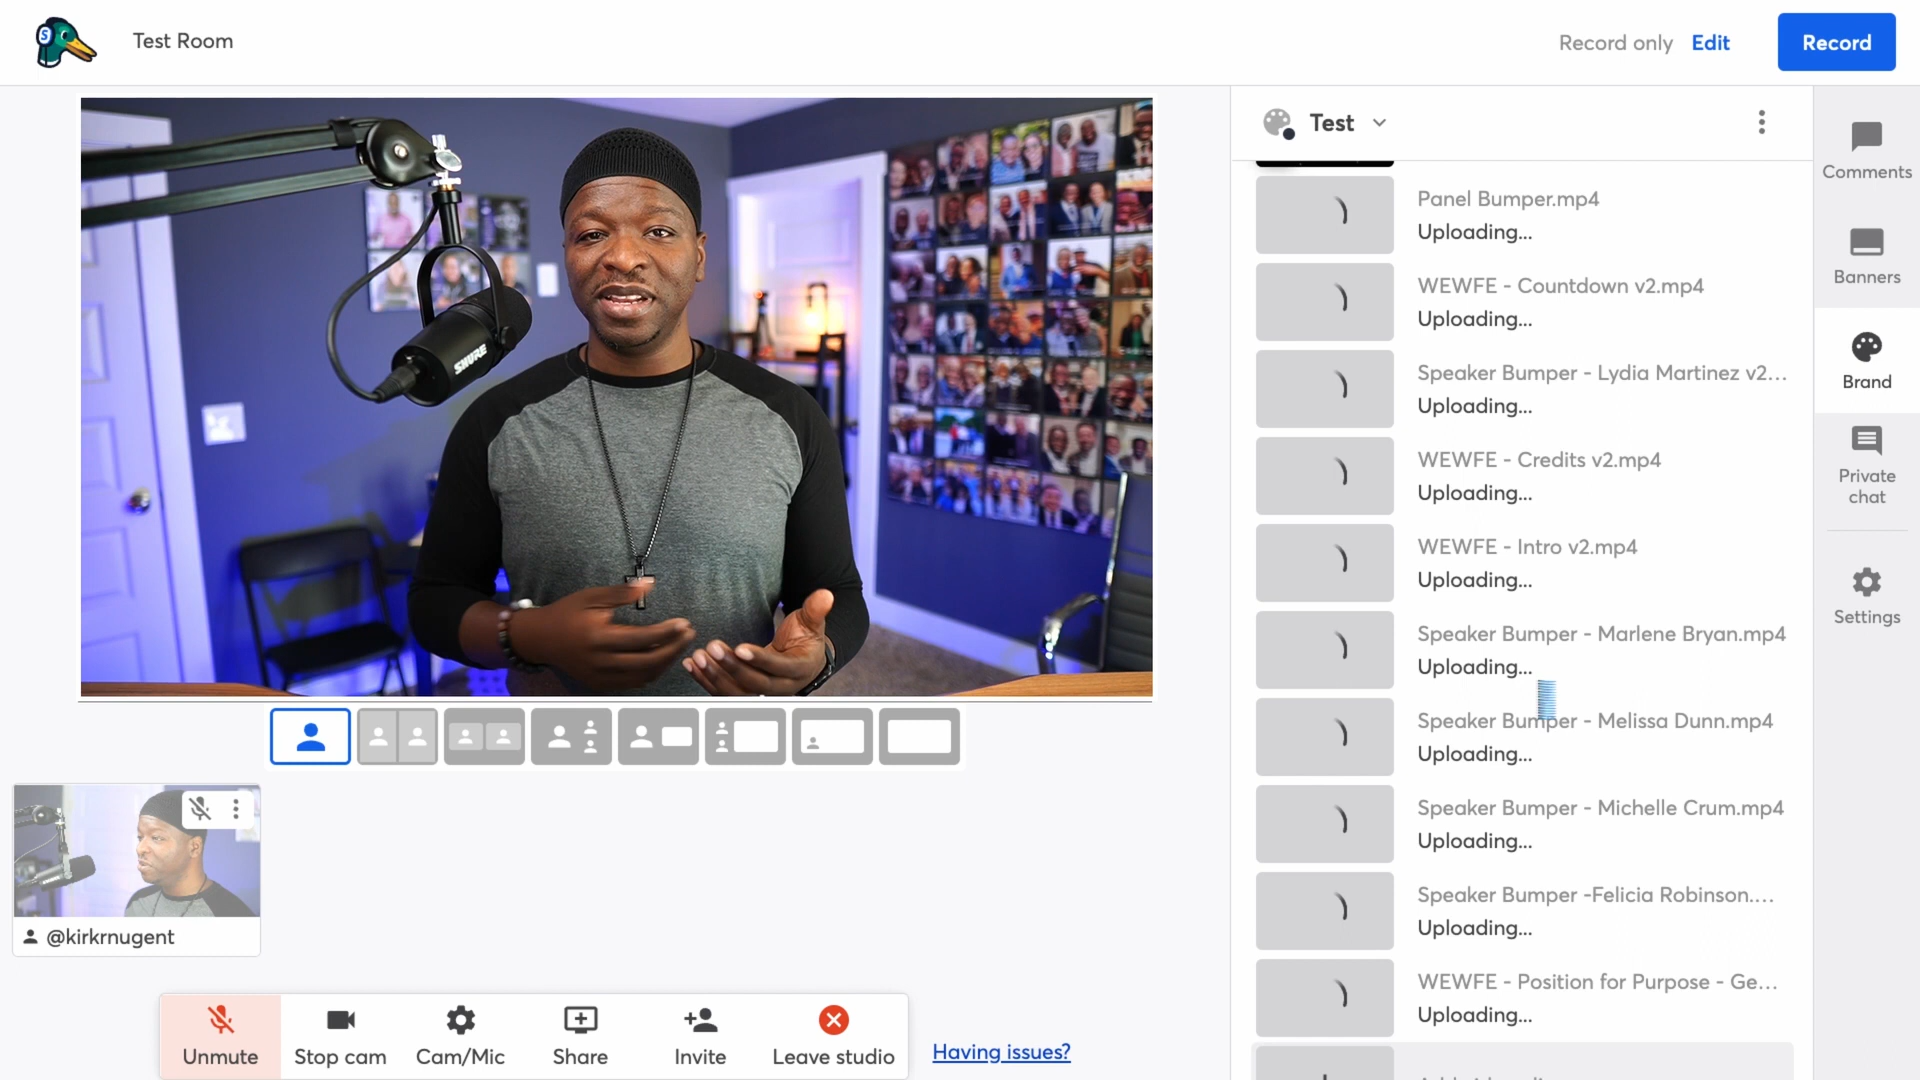 S
Test Room
Record only Edit Record
SHURE
Test
Panel Bumper.mp4
Uploading...
WEWFE - Countdown v2.mp4
Uploading...
Speaker Bumper - Lydia Martinez v2...
Uploading...
WEWFE - Credits v2.mp4
Uploading...
WEWFE - Intro v2.mp4
Uploading...
Speaker Bumper - Marlene Bryan.mp4
Uploading...
Speaker Bumper - Melissa Dunn.mp4
Uploading...
Speaker Bumper - Michelle Crum.mp4
Uploading...
Speaker Bumper -Felicia Robinson....
Uploading...
WEWFE - Position for Purpose - Ge...
Uploading...
Comments
Banners
Brand
Private
chat
Settings
@kirkrnugent
Unmute
Stop cam
Cam/Mic
Share
Invite
Leave studio
Having issues?